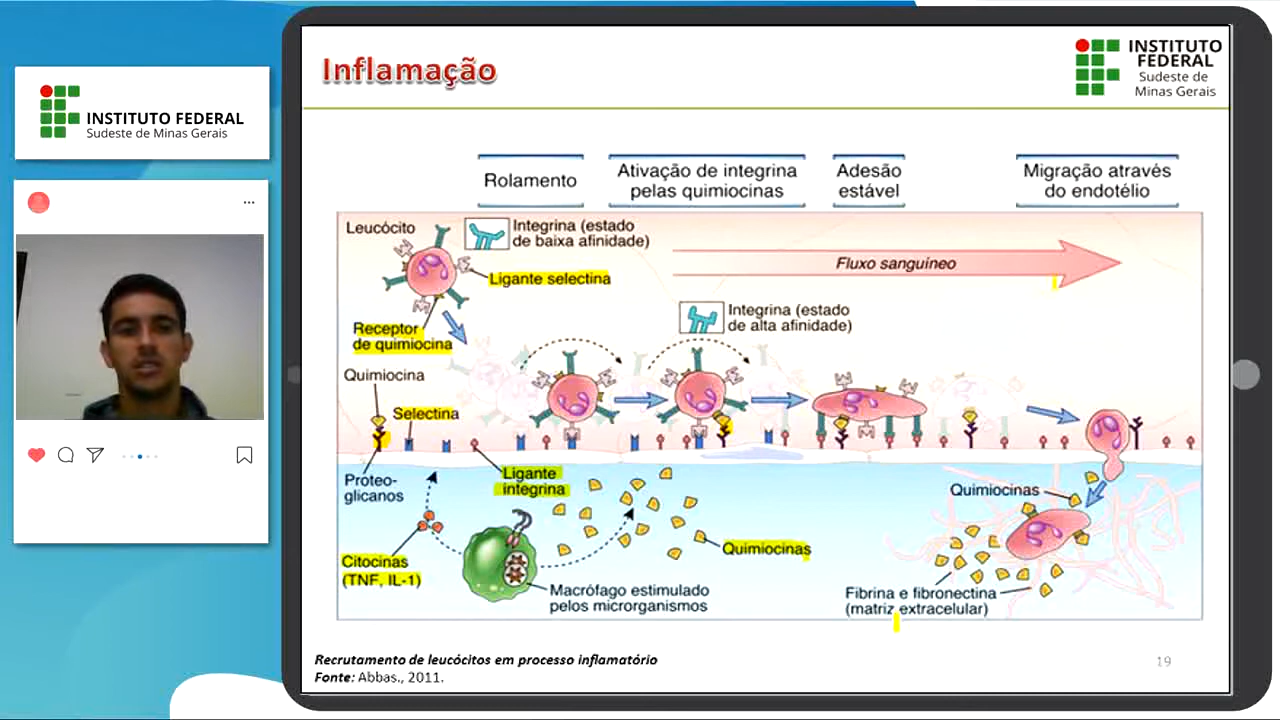 INSTITUTO FEDERAL
Sudeste de Minas Gerais
...
Inflamação
INSTITUTO
FEDERAL
Sudeste de
Minas Gerais
Rolamento
Ativação de integrina
pelas quimiocinas
Adesão
estável
Migração através
do endotélio
Leucócito
Integrina (estado
de baixa afinidade)
Ligante selectina
Fluxo sanguíneo
Receptor
de quimiocina
Integrina (estado
de alta afinidade)
Quimiocina
Selectina
Proteo-
glicanos
Ligante
integrina
Citocinas
(TNF, IL-1)
Macrófago estimulado
pelos microrganismos
Quimiocinas
Quimiocinas
Fibrina e fibronectina
(matriz extracelular)
Recrutamento de leucócitos em processo inflamatório
Fonte: Abbas., 2011.
19